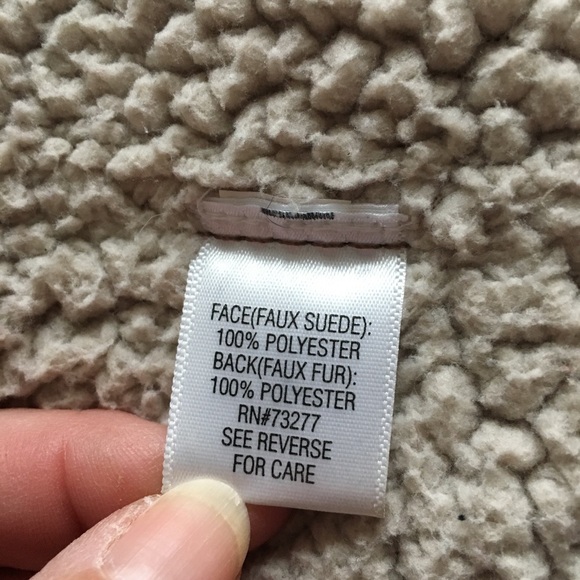 FACE(FAUX SUEDE):
100% POLYESTER
BACK(FAUX FUR):
100% POLYESTER
RN#73277
SEE REVERSE
FOR CARE